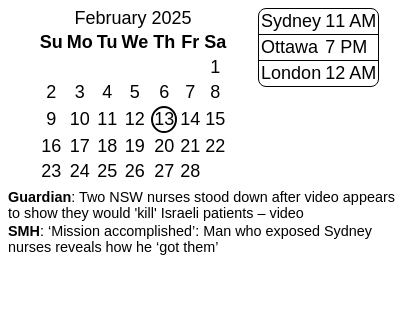 February 2025
Su Mo Tu We Th Fr Sa
1
2 3 4 5 6 7 8
9 10 11 12 13 14 15
16 17 18 19 20 21 22
23 24 25 26 27 28
Sydney 11 AM
Ottawa 7 PM
London 12 AM
Guardian: Two NSW nurses stood down after video appears
to show they would 'kill' Israeli patients – video
SMH: ‘Mission accomplished’: Man who exposed Sydney
nurses reveals how he ‘got them’